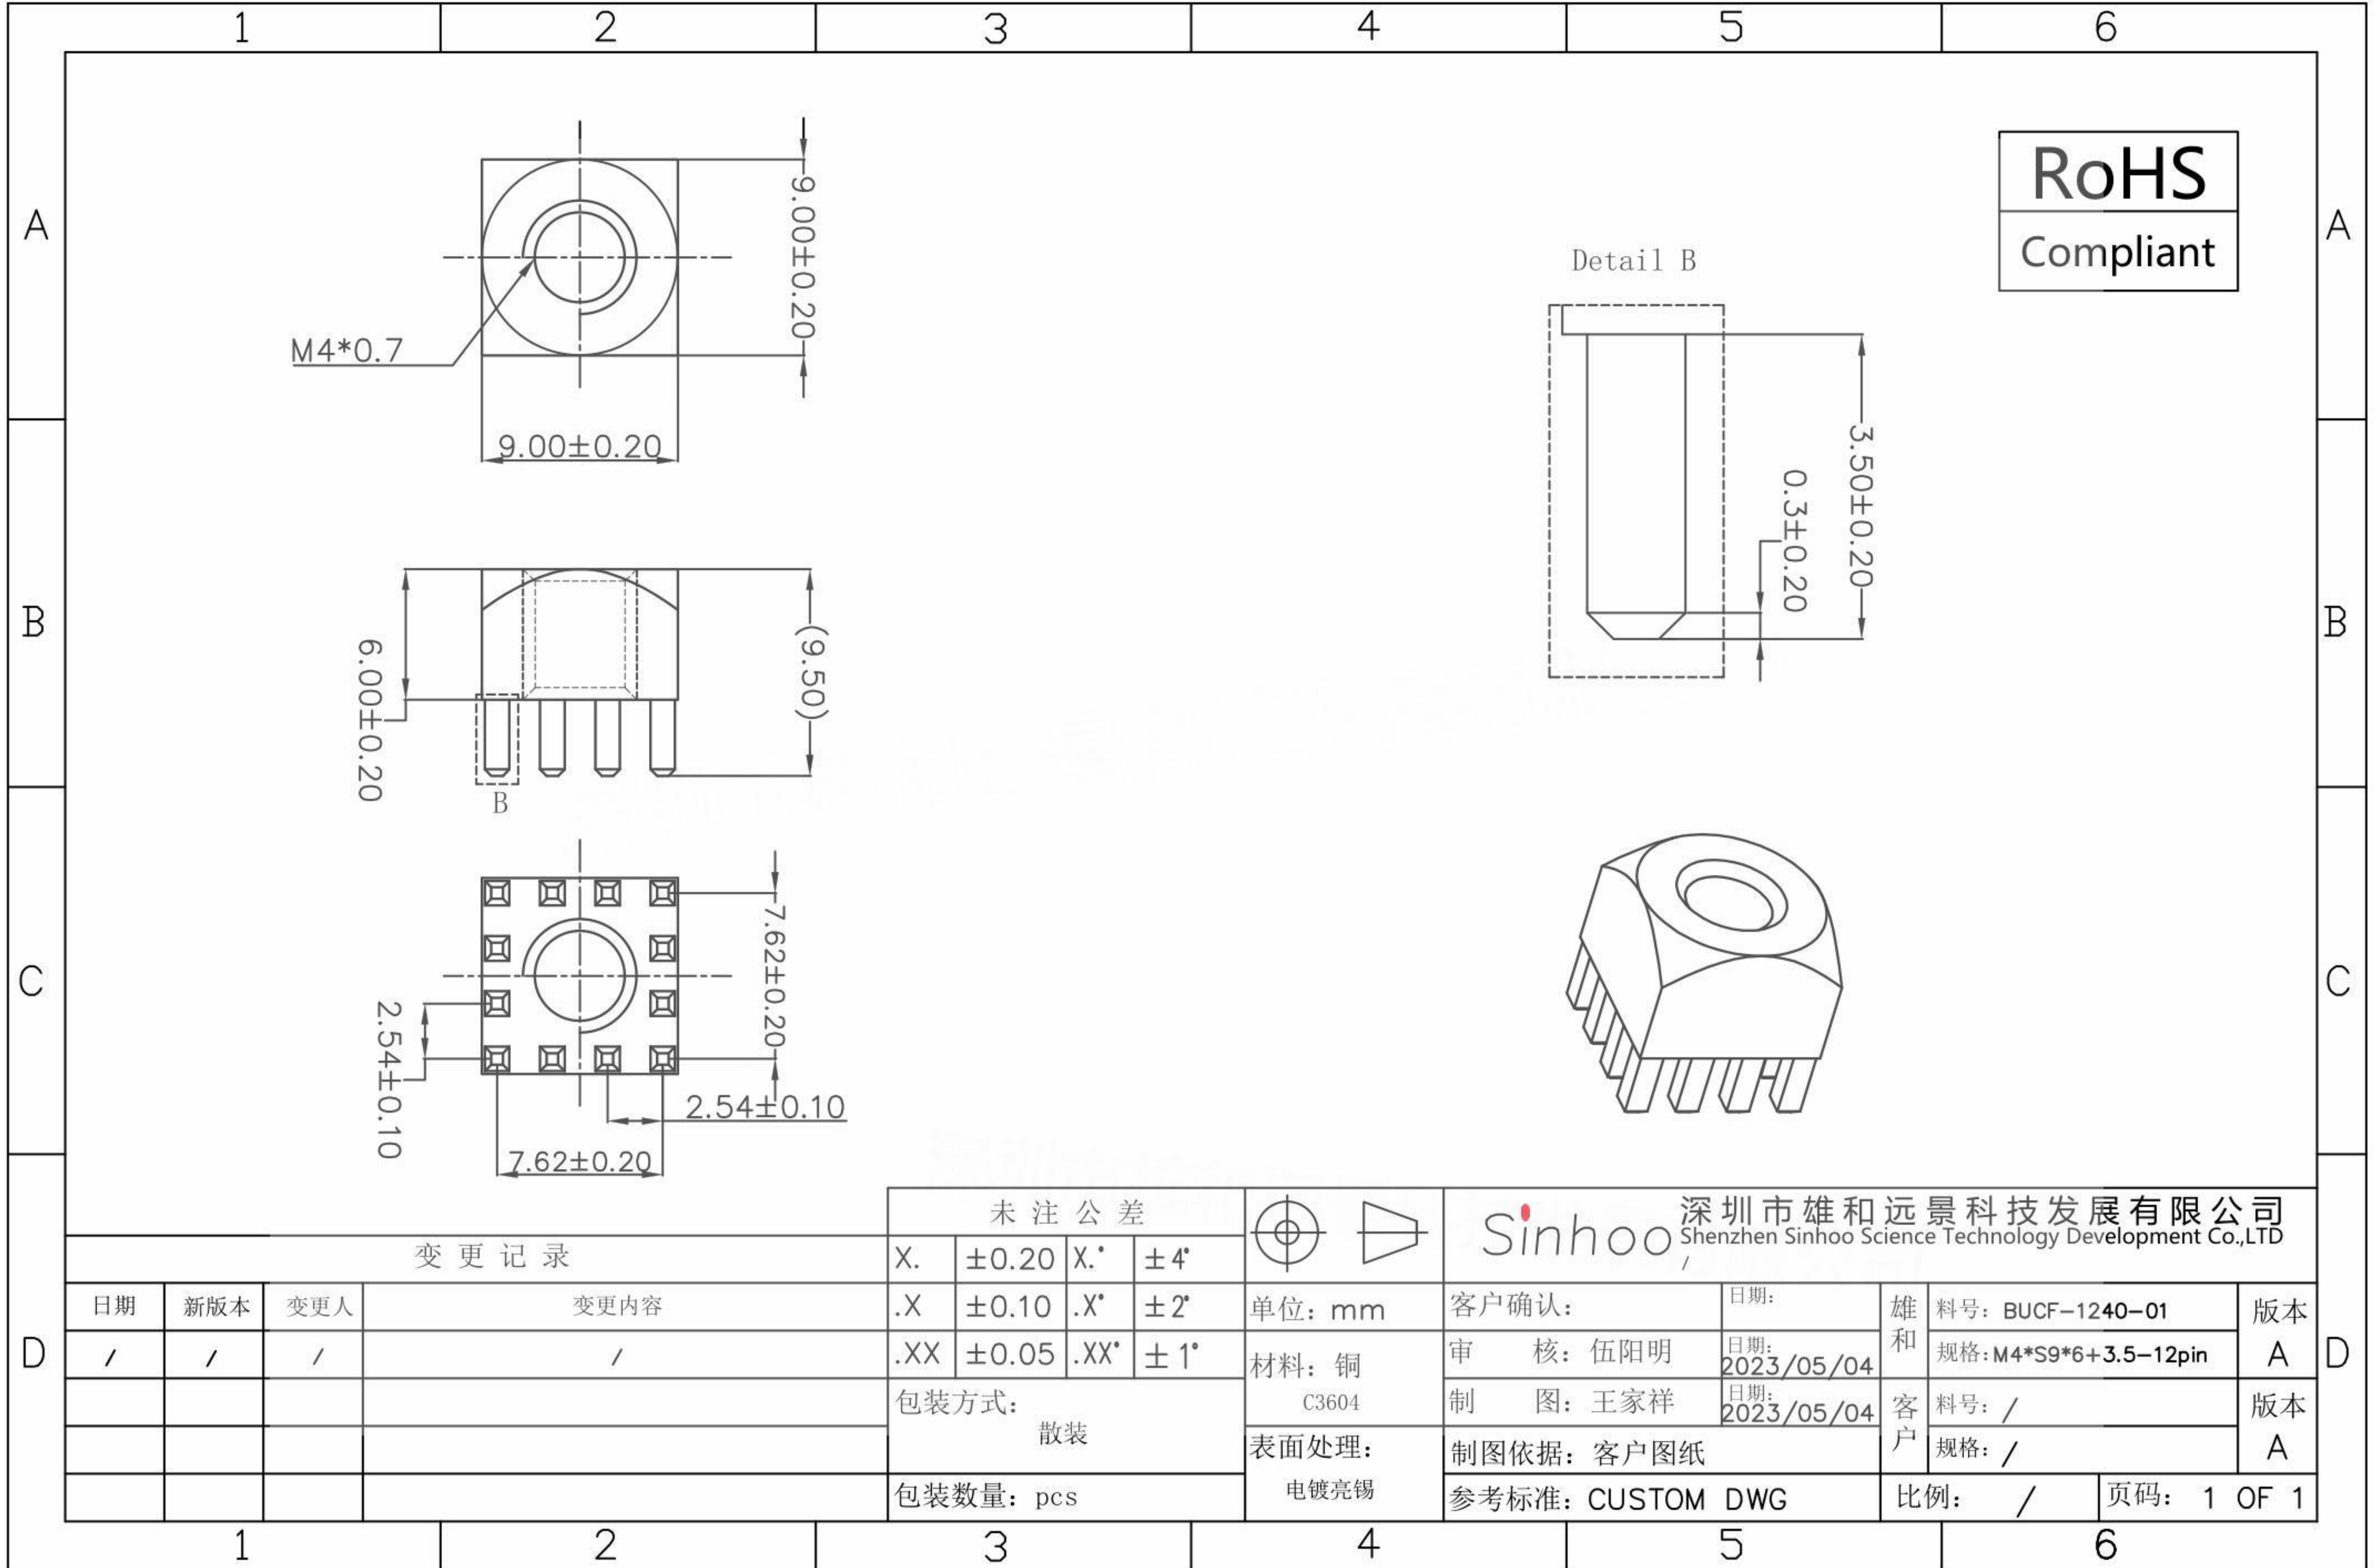 1 2 3 4 5 6
A
A
B
B
C
C
D
D
RoHS
Compliant
M4*0.7
9.00±0.20
9.00±0.20
Detail B
3.50±0.20
0.3±0.20
6.00±0.20
(9.50)
B
7.62±0.20
2.54±0.10
2.54±0.10
7.62±0.20
变更记录
日期 新版本 变更人 变更内容
/ / / /
未注公差
X. ±0.20 X.° ±4°
.X ±0.10 .X° ±2°
.XX ±0.05 .XX° ±1°
包装方式:
散装
包装数量: pcs
单位: mm
材料: 铜
C3604
表面处理:
电镀亮锡
Sinhoo
深圳市雄和远景科技发展有限公司
Shenzhen Sinhoo Science Technology Development Co.,LTD
/
客户确认: 日期:
审 核: 伍阳明 日期: 2023/05/04
制 图: 王家祥 日期: 2023/05/04
制图依据: 客户图纸
参考标准: CUSTOM DWG
雄和
料号: BUCF-1240-01
规格: M4*S9*6+3.5-12pin
版本
A
客户
料号: /
规格: /
版本
A
比例: /
页码: 1 OF 1
1 2 3 4 5 6